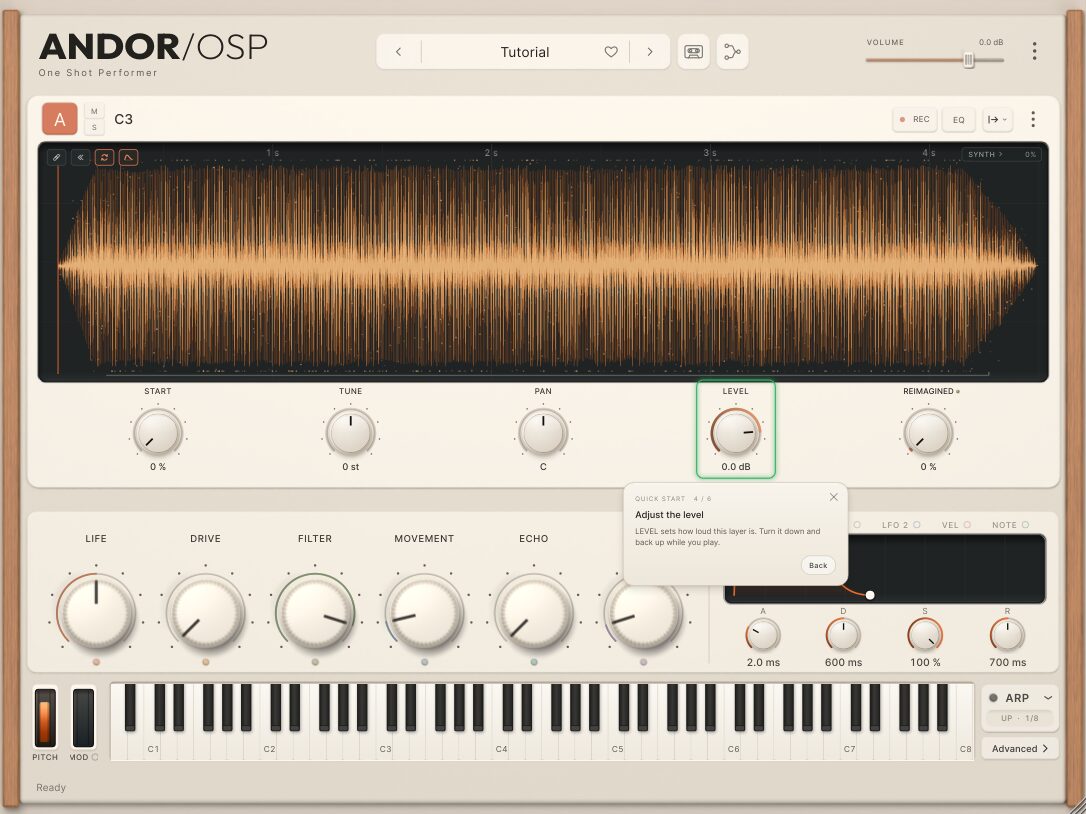 ANDOR/OSP
One Shot Performer
Tutorial
VOLUME 0.0 dB
A
M
S
C3
REC
EQ
1 s 2 s 3 s 4 s
SYNTH > 0%
START TUNE PAN LEVEL REIMAGINED
0 % 0 st C 0.0 dB 0 %
QUICK START 4 / 6
Adjust the level
LEVEL sets how loud this layer is. Turn it down and
back up while you play.
Back
LIFE DRIVE FILTER MOVEMENT ECHO
LFO 2 VEL NOTE
A D S R
2.0 ms 600 ms 100 % 700 ms
PITCH MOD
C1 C2 C3 C4 C5 C6 C7 C8
ARP
UP · 1/8
Advanced >
Ready